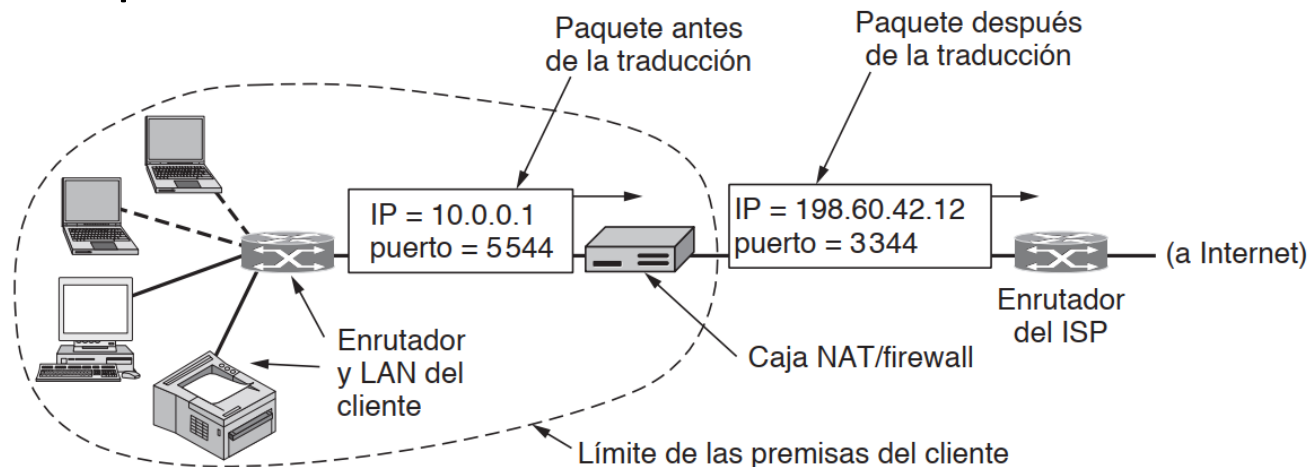 Paquete antes
de la traducción
Paquete después
de la traducción
IP = 10.0.0.1
puerto = 5544
IP = 198.60.42.12
puerto = 3344
(a Internet)
Enrutador
del ISP
Enrutador
y LAN del
cliente
Caja NAT/firewall
Límite de las premisas del cliente